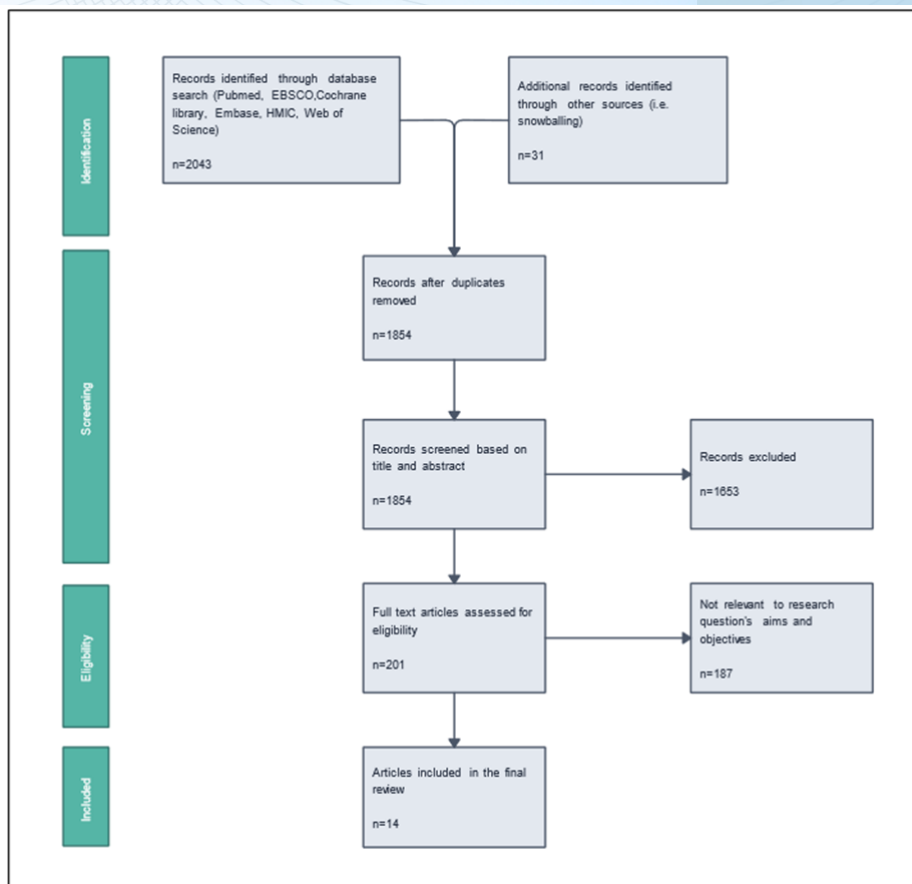 Identification
Records identified through database
search (Pubmed, EBSCO,Cochrane
library, Embase, HMIC, Web of
Science)
n=2043
Additional records identified
through other sources (i.e.
snowballing)
n=31
Screening
Records after duplicates
removed
n=1854
Records screened based on
title and abstract
n=1854
Records excluded
n=1653
Eligibility
Full text articles assessed for
eligibility
n=201
Not relevant to research
question's aims and
objectives
n=187
Included
Articles included in the final
review
n=14